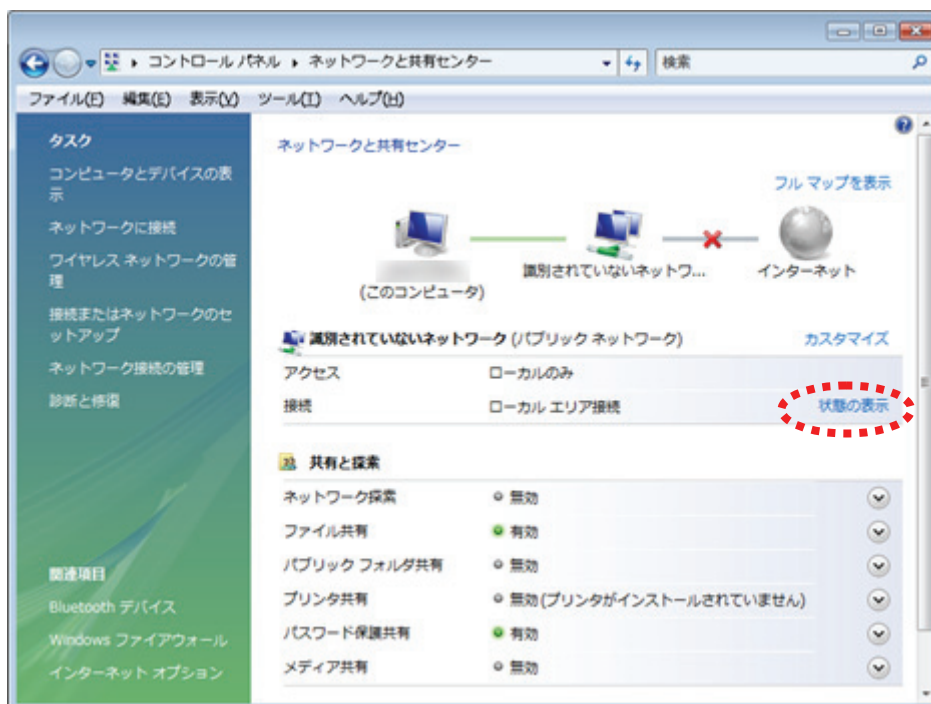 コントロール パネル ▸ ネットワークと共有センター
検索
ファイル(F) 編集(E) 表示(V) ツール(T) ヘルプ(H)
タスク
コンピュータとデバイスの表
示
ネットワークに接続
ワイヤレス ネットワークの管
理
接続またはネットワークのセ
ットアップ
ネットワーク接続の管理
診断と修復
関連項目
Bluetooth デバイス
Windows ファイアウォール
インターネット オプション
ネットワークと共有センター
フル マップを表示
(このコンピュータ)
識別されていないネットワ...
インターネット
識別されていないネットワーク (パブリック ネットワーク) カスタマイズ
アクセス ローカルのみ
接続 ローカル エリア接続 状態の表示
共有と探索
ネットワーク探索 無効
ファイル共有 有効
パブリック フォルダ共有 無効
プリンタ共有 無効(プリンタがインストールされていません)
パスワード保護共有 有効
メディア共有 無効